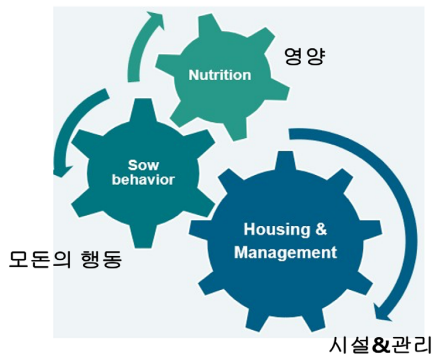 Nutrition
영양
Sow
behavior
Housing &
Management
모돈의 행동
시설&관리